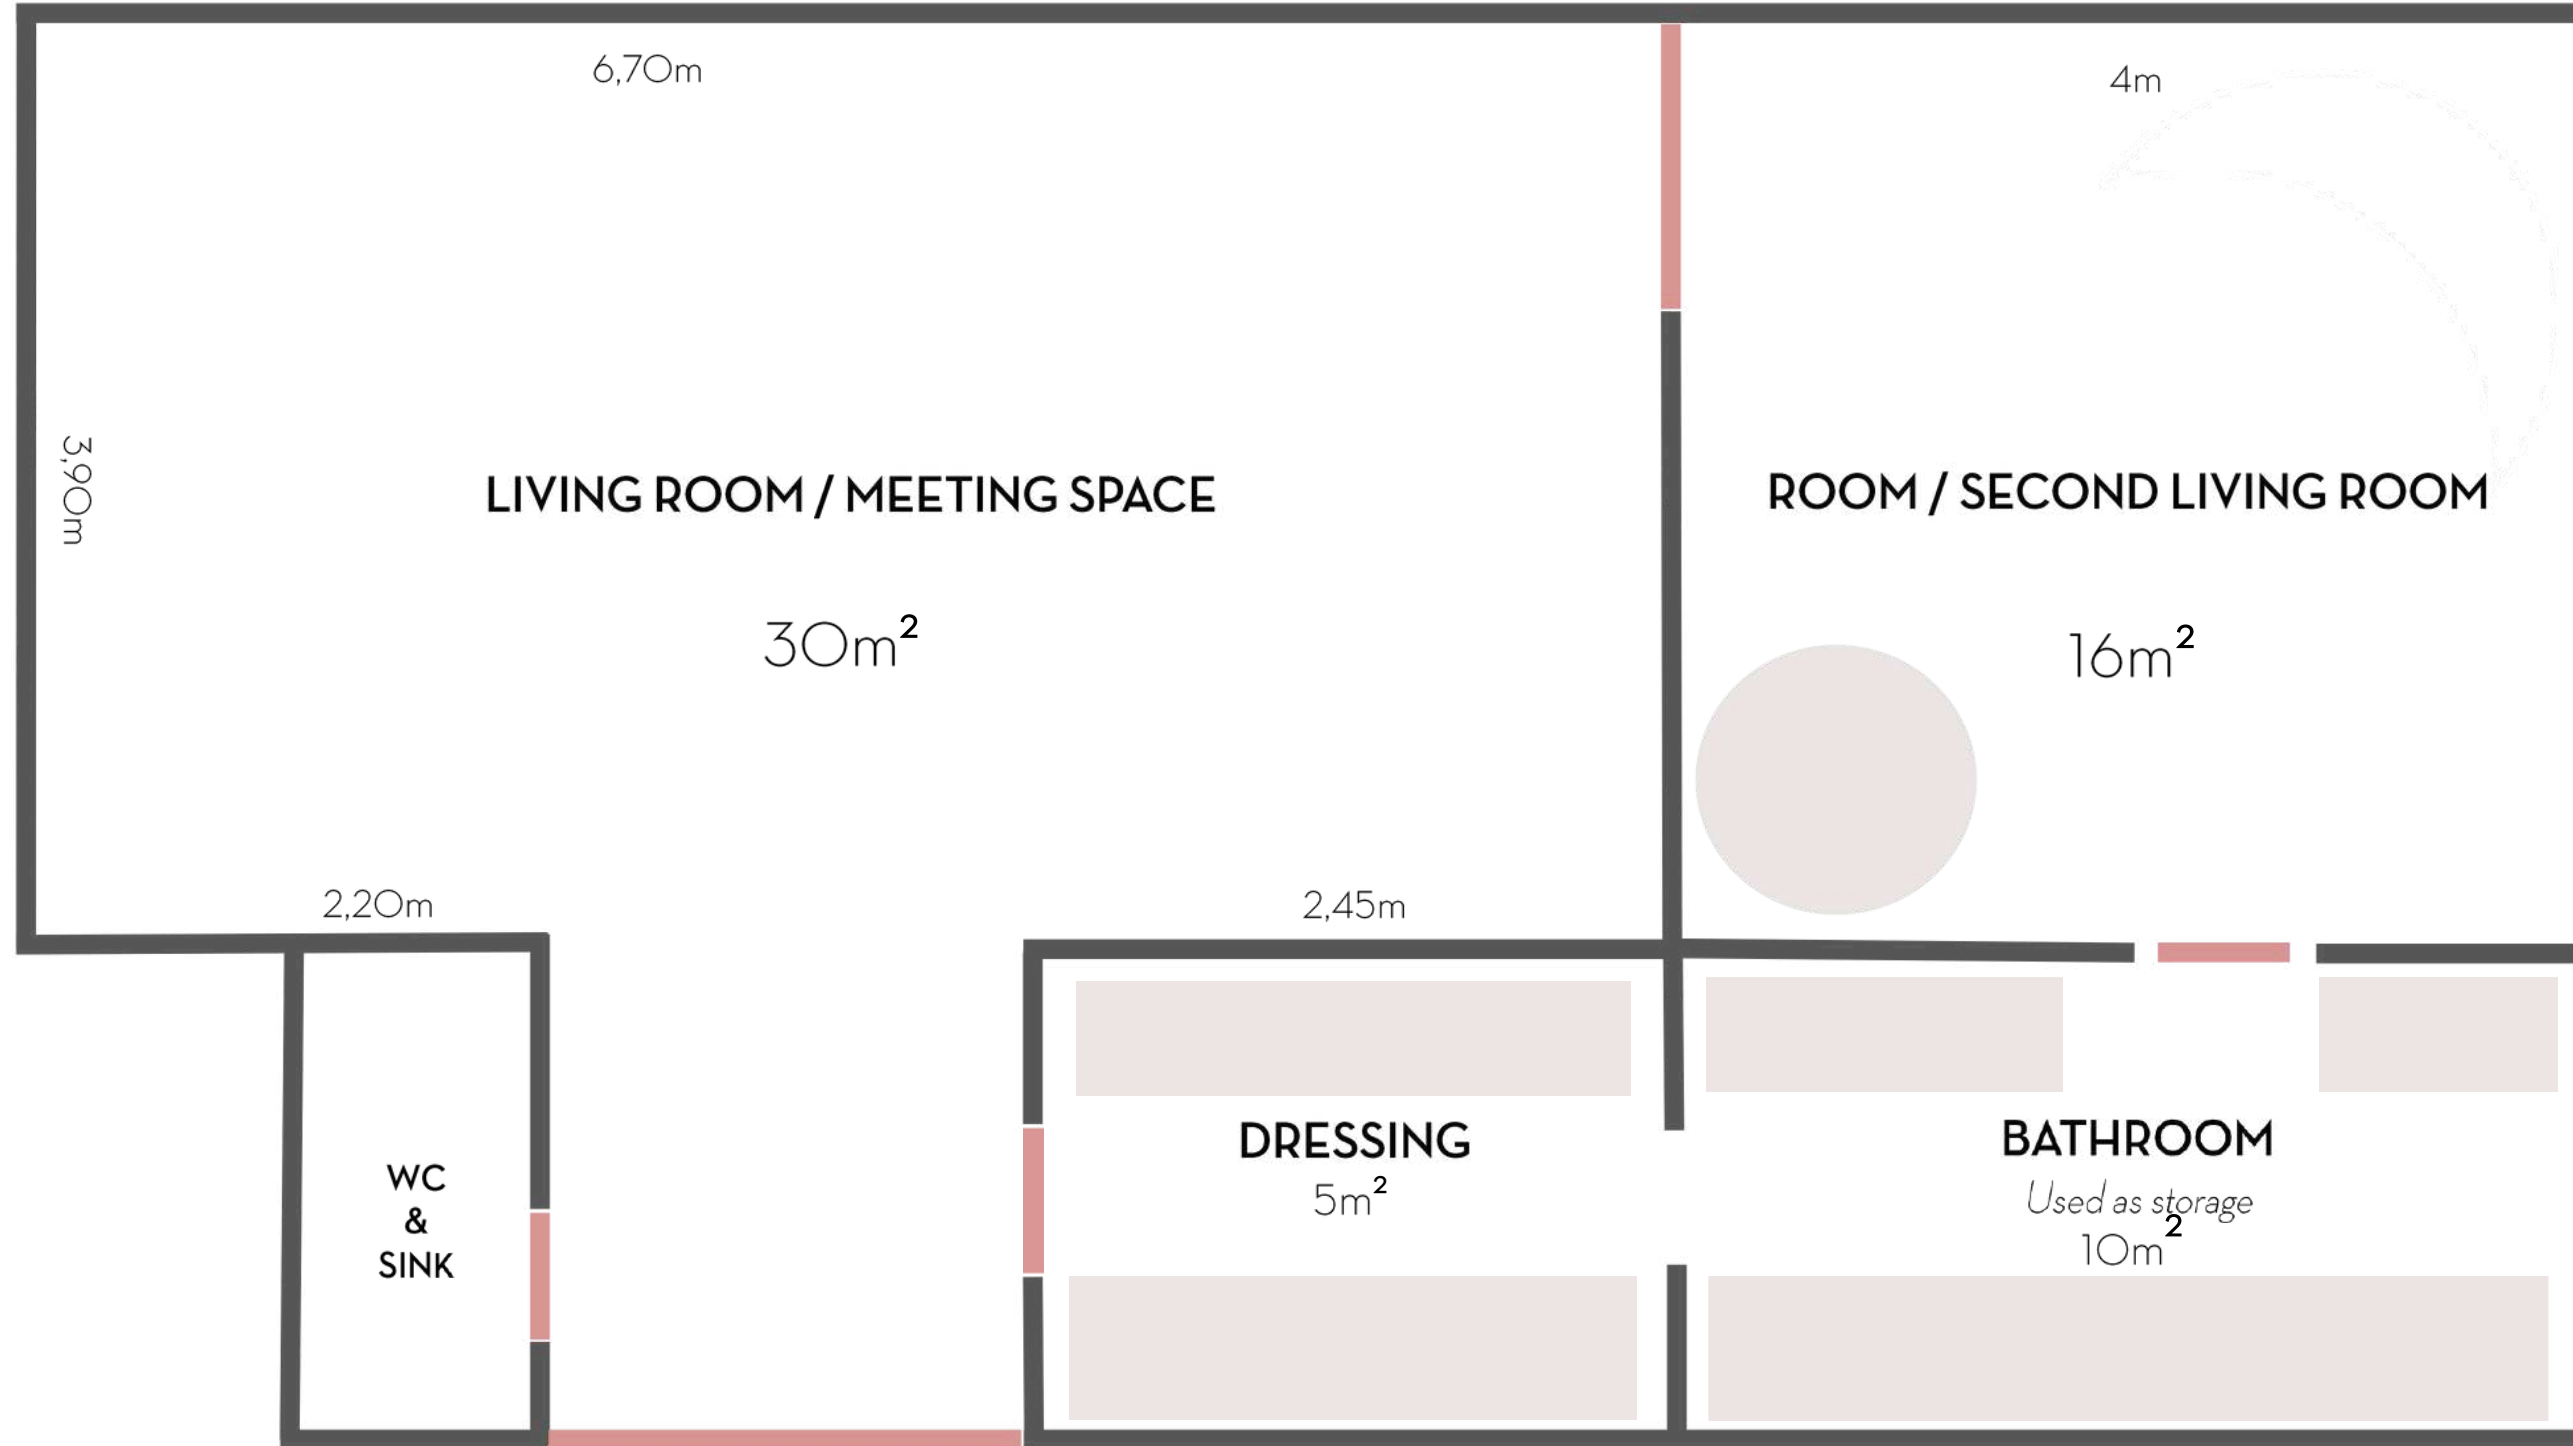 6,70m
4m
3,90m
LIVING ROOM / MEETING SPACE
30m²
ROOM / SECOND LIVING ROOM
16m²
2,20m
2,45m
WC
&
SINK
DRESSING
5m²
BATHROOM
Used as storage
10m²